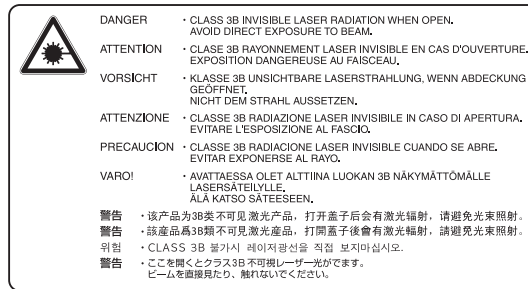 DANGER ・CLASS 3B INVISIBLE LASER RADIATION WHEN OPEN.
AVOID DIRECT EXPOSURE TO BEAM.
ATTENTION ・CLASE 3B RAYONNEMENT LASER INVISIBLE EN CAS D'OUVERTURE.
EXPOSITION DANGEREUSE AU FAISCEAU.
VORSICHT ・KLASSE 3B UNSICHTBARE LASERSTRAHLUNG, WENN ABDECKUNG
GEÖFFNET.
NICHT DEM STRAHL AUSSETZEN.
ATTENZIONE ・CLASSE 3B RADIAZIONE LASER INVISIBILE IN CASO DI APERTURA.
EVITARE L'ESPOSIZIONE AL FASCIO.
PRECAUCION ・CLASSE 3B RADIACIONE LASER INVISIBLE CUANDO SE ABRE.
EVITAR EXPONERSE AL RAYO.
VARO! ・AVATTAESSA OLET ALTTIINA LUOKAN 3B NÄKYMÄTTÖMÄLLE
LASERSÄTEILYLLE.
ÄLÄ KATSO SÄTEESEEN.
警告 ・该产品为3B类不可见激光产品，打开盖子后会有激光辐射，请避免光束照射。
警告 ・該産品爲3B類不可見激光産品，打開蓋子後會有激光輻射，請避免光束照射。
위험 ・CLASS 3B 불가시 레이저광선을 직접 보지마십시오.
警告 ・ここを開くとクラス3B不可視レーザー光がでます。
ビームを直接見たり、触れないでください。